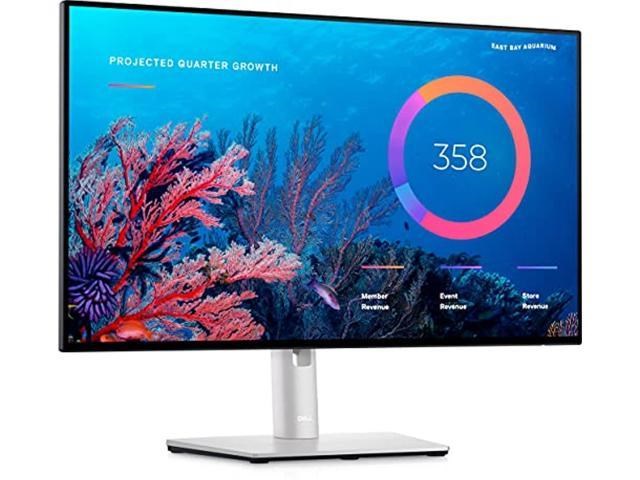 PROJECTED QUARTER GROWTH
EAST BAY AQUARIUM
358
Member
Revenue
Event
Revenue
Store
Revenue
DELL